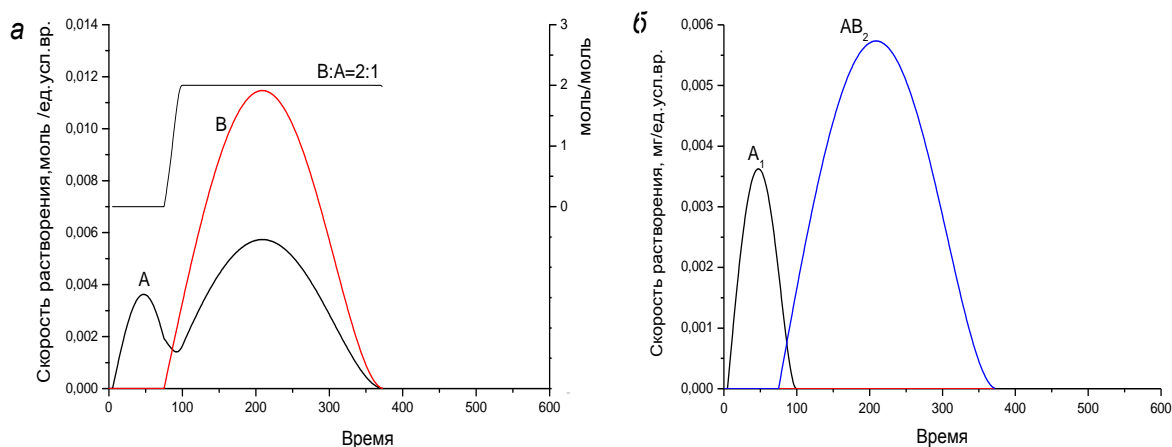 а
Скорость растворения,моль /ед.усл.вр.
0,014
0,012
0,010
0,008
0,006
0,004
0,002
0,000
A
B
B:A=2:1
3
2
1
0
моль/моль
0 100 200 300 400 500 600
Время
б
Скорость растворения, мг/ед.усл.вр.
0,006
0,005
0,004
0,003
0,002
0,001
0,000
A₁
AB₂
0 100 200 300 400 500 600
Время